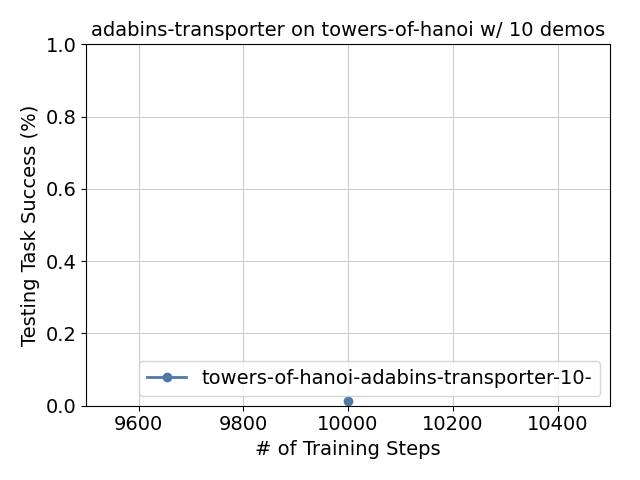 adabins-transporter on towers-of-hanoi w/ 10 demos
1.0
0.8
0.6
0.4
0.2
0.0
Testing Task Success (%)
towers-of-hanoi-adabins-transporter-10-
9600 9800 10000 10200 10400
# of Training Steps